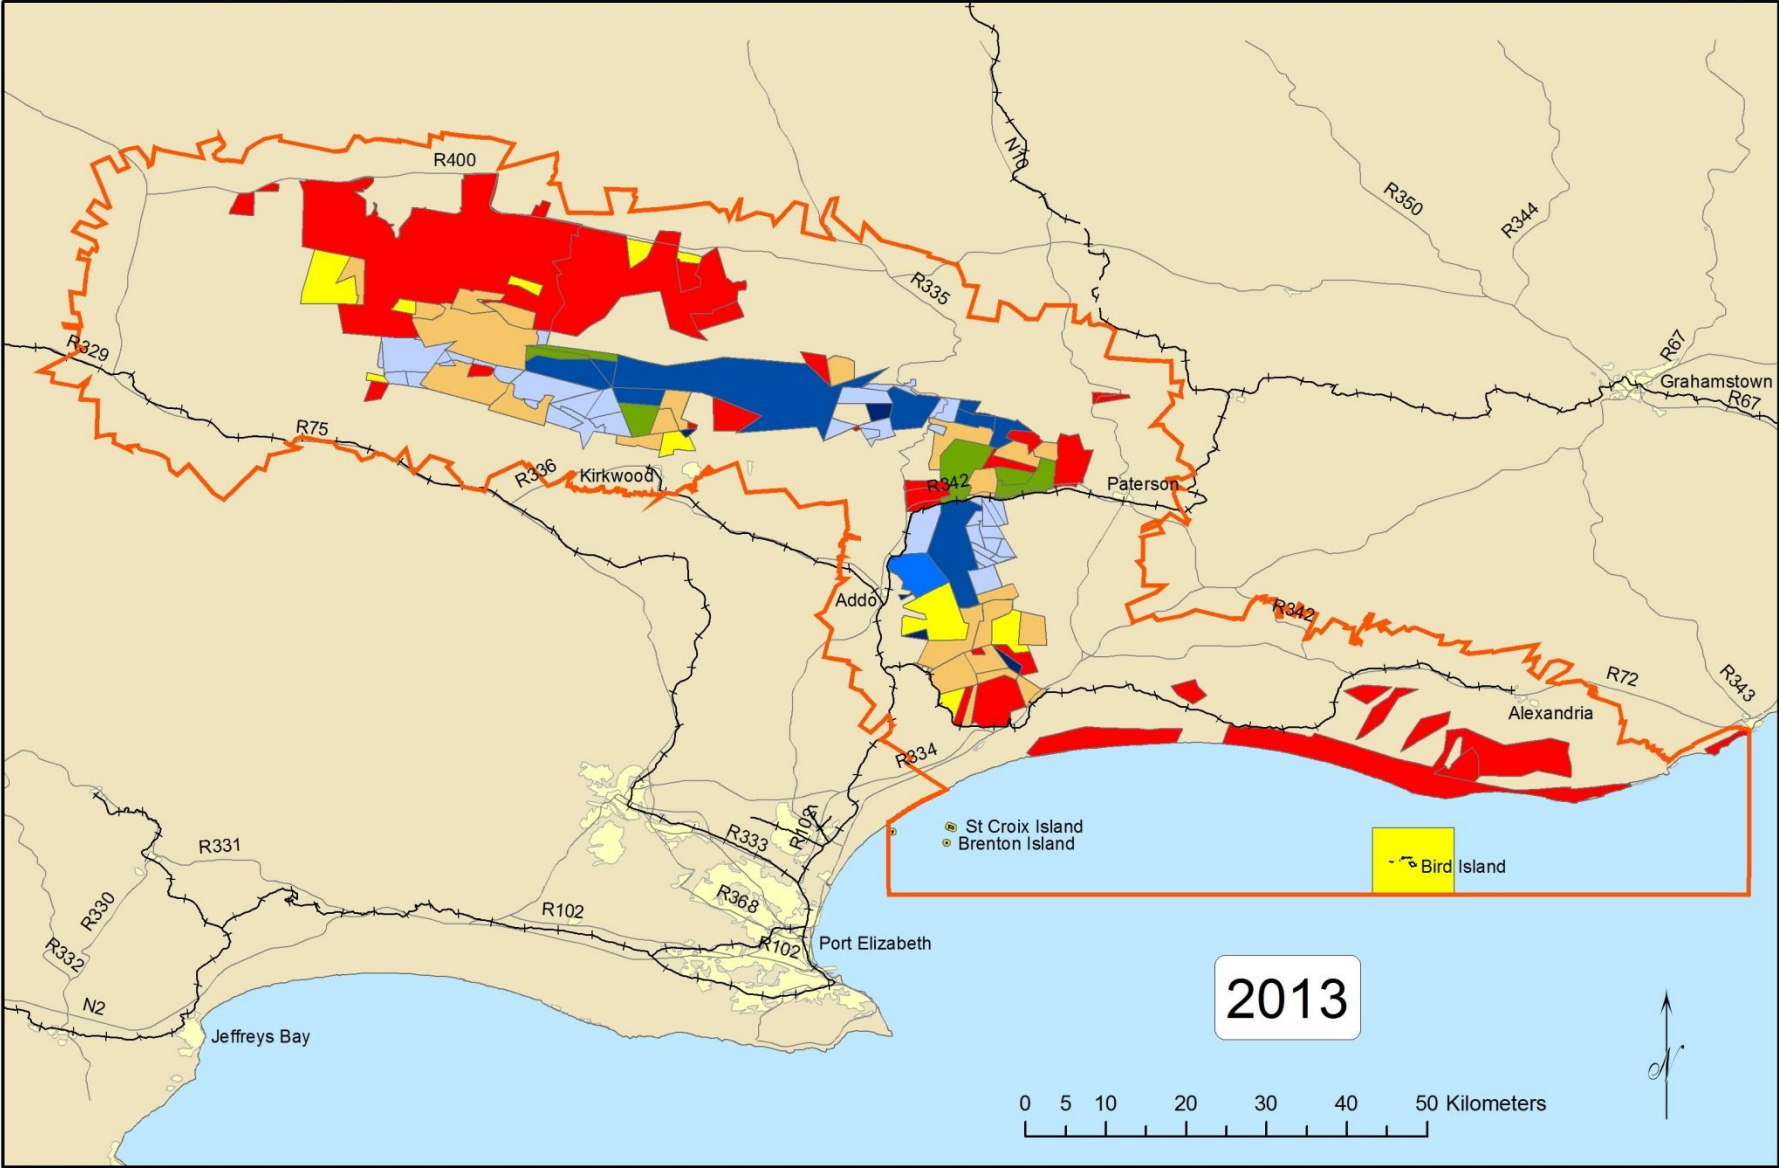 R400
N10
R350
R344
R335
R67
R329
Grahamstown
R67
R75
R336
Kirkwood
R342
Paterson
Addo
R342
R72
R343
Alexandria
R334
St Croix Island
Brenton Island
R102
R333
Bird Island
R331
R330
R368
R102
R102
R332
Port Elizabeth
N2
2013
Jeffreys Bay
N
0 5 10 20 30 40 50 Kilometers